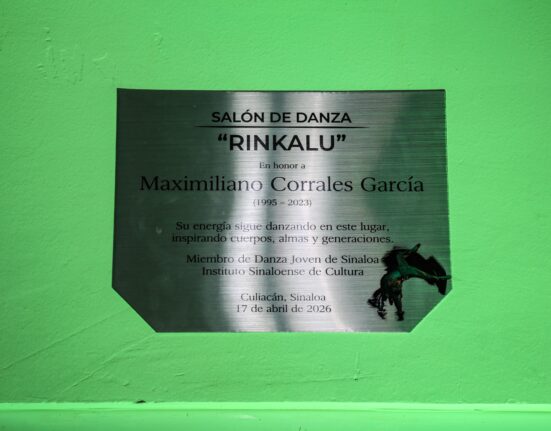 SALÓN DE DANZA
“RINKALU”
En honor a
Maximiliano Corrales García
(1995 – 2023)
Su energía sigue danzando en este lugar,
inspirando cuerpos, almas y generaciones.
Miembro de Danza Joven de Sinaloa
Instituto Sinaloense de Cultura
Culiacán, Sinaloa
17 de abril de 2026